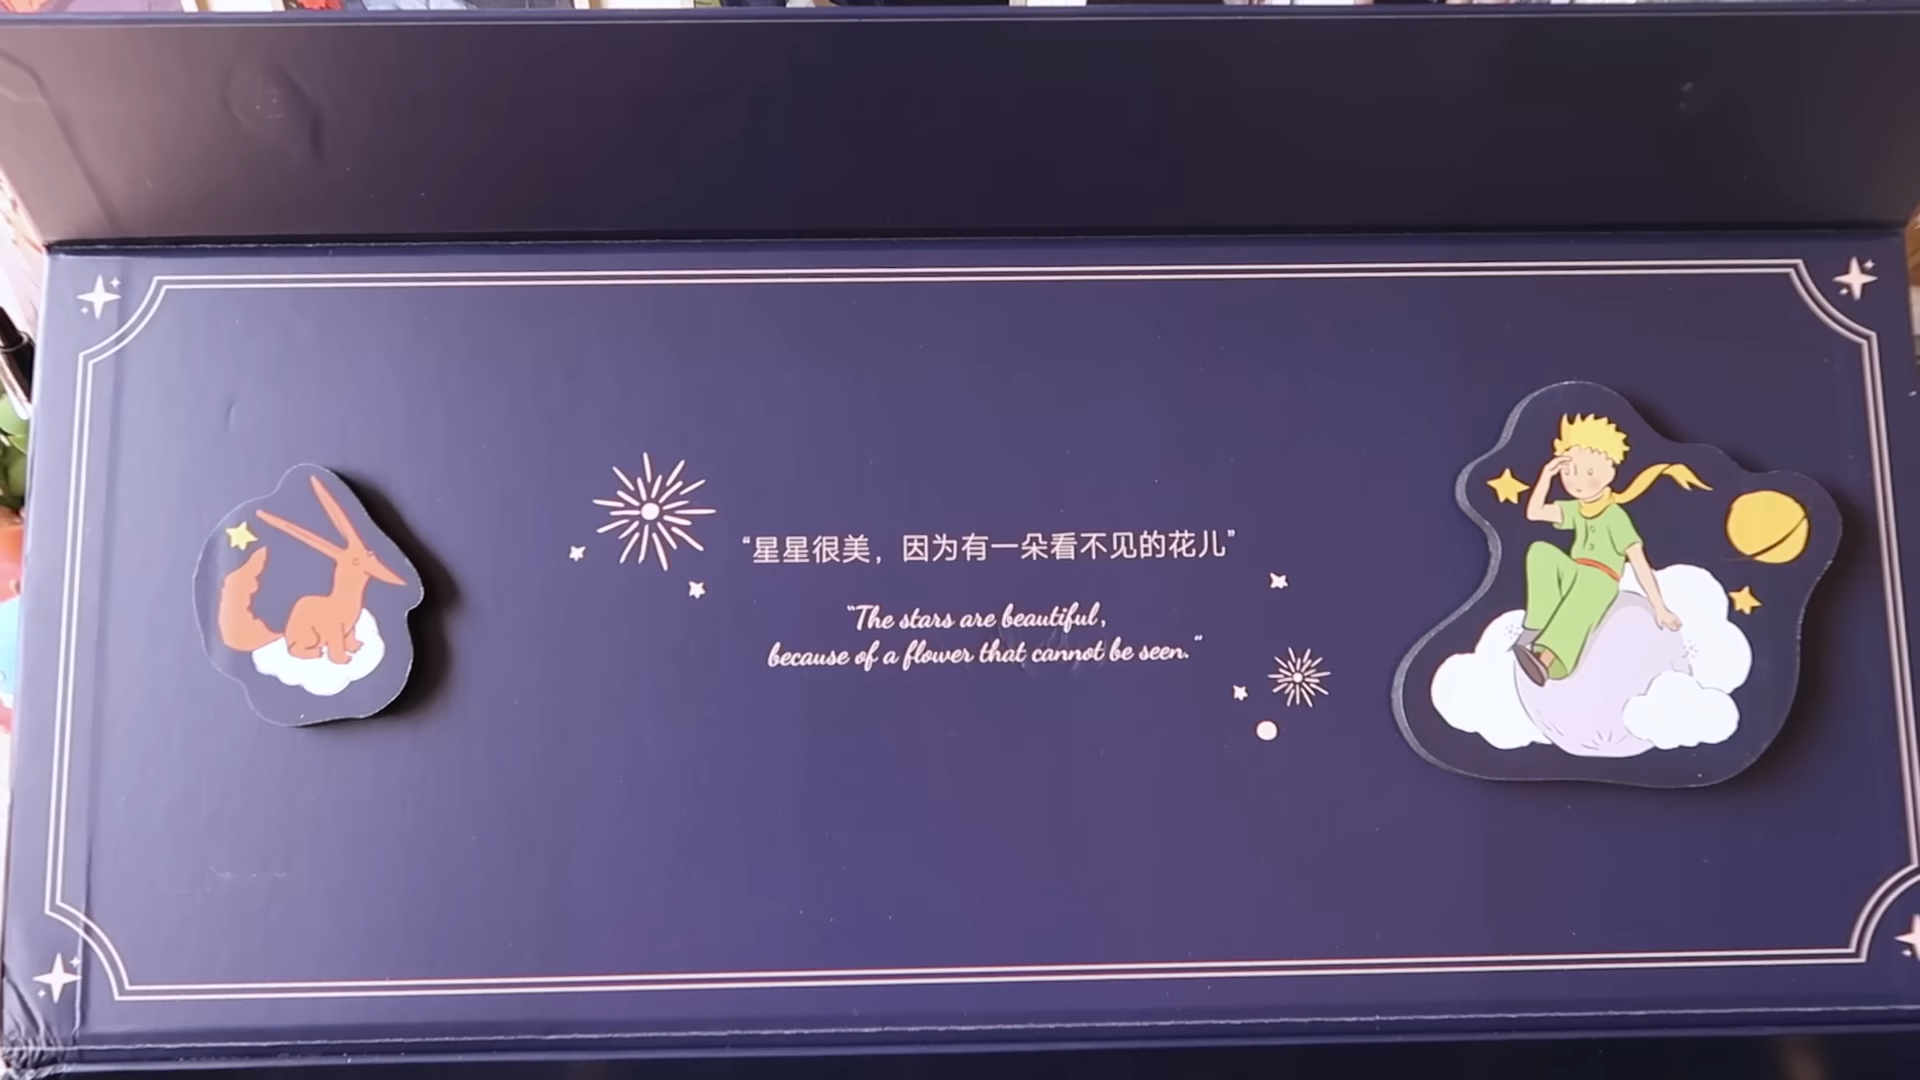 “星星很美，因为有一朵看不见的花儿”
“The stars are beautiful,
because of a flower that cannot be seen.“